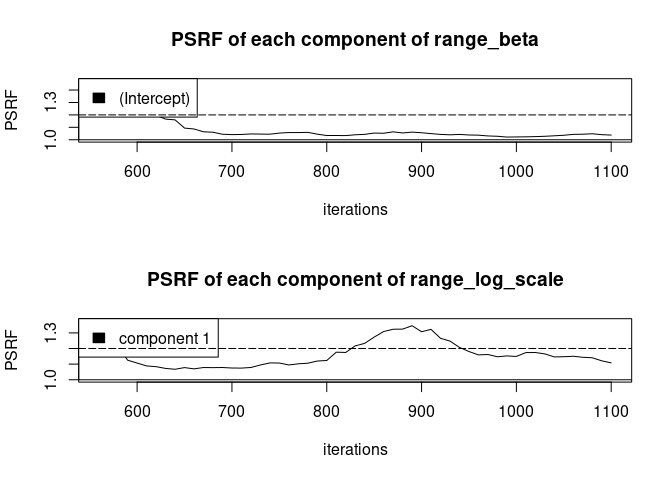 PSRF of each component of range_beta
PSRF
1.3
1.0
(Intercept)
600 700 800 900 1000 1100
iterations
PSRF of each component of range_log_scale
PSRF
1.3
1.0
component 1
600 700 800 900 1000 1100
iterations